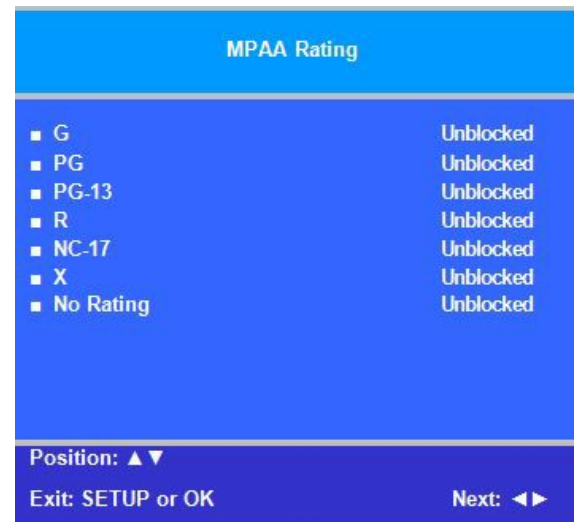 MPAA Rating
■ G Unblocked
■ PG Unblocked
■ PG-13 Unblocked
■ R Unblocked
■ NC-17 Unblocked
■ X Unblocked
■ No Rating Unblocked
Position: ▲▼
Exit: SETUP or OK Next: ◄►